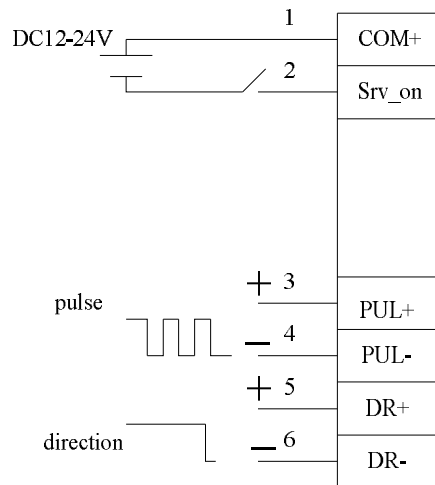 1
DC12-24V
COM+
2
Srv_on
3
+
pulse
PUL+
4
−
PUL-
5
+
DR+
direction
6
−
DR-